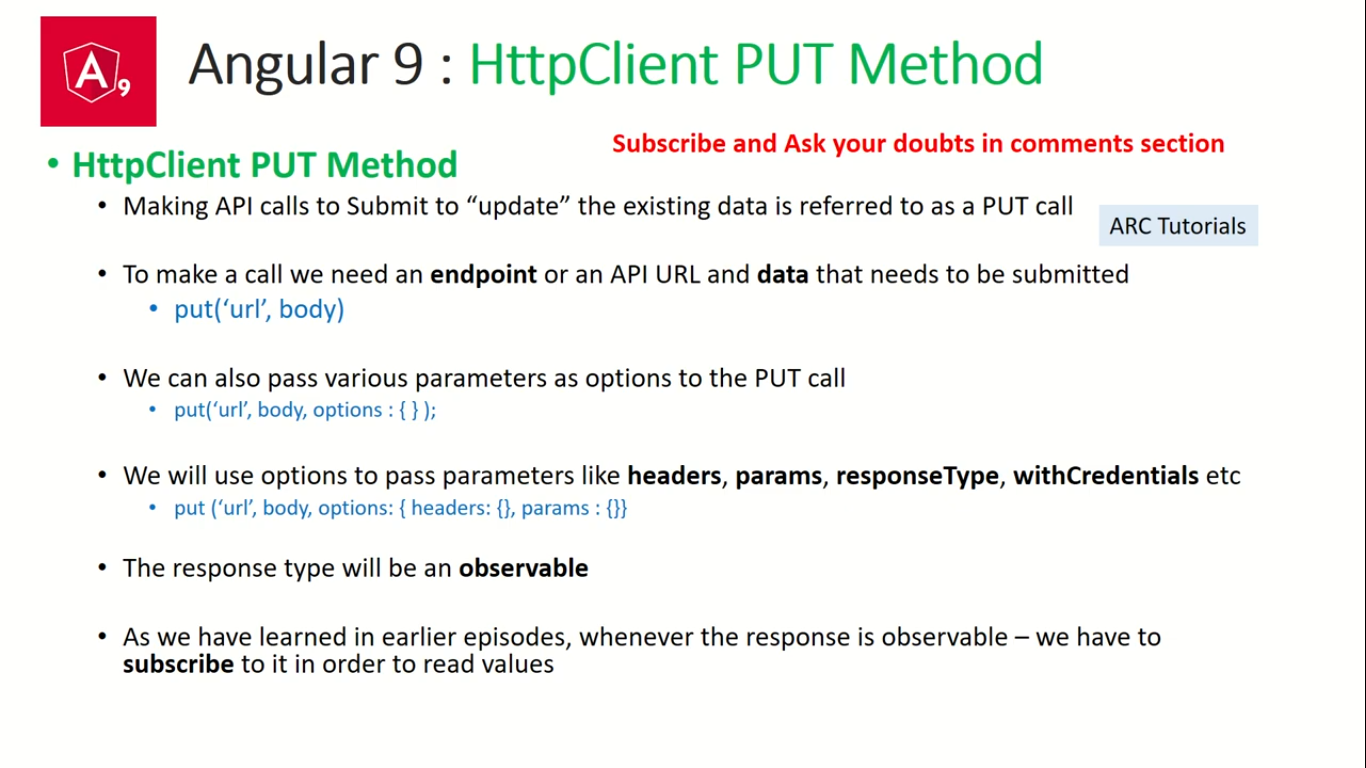 A9
Angular 9 : HttpClient PUT Method
Subscribe and Ask your doubts in comments section
• HttpClient PUT Method
• Making API calls to Submit to “update” the existing data is referred to as a PUT call
ARC Tutorials
• To make a call we need an endpoint or an API URL and data that needs to be submitted
• put(‘url’, body)
• We can also pass various parameters as options to the PUT call
• put(‘url’, body, options : { } );
• We will use options to pass parameters like headers, params, responseType, withCredentials etc
• put (‘url’, body, options: { headers: {}, params : {}}
• The response type will be an observable
• As we have learned in earlier episodes, whenever the response is observable – we have to
subscribe to it in order to read values